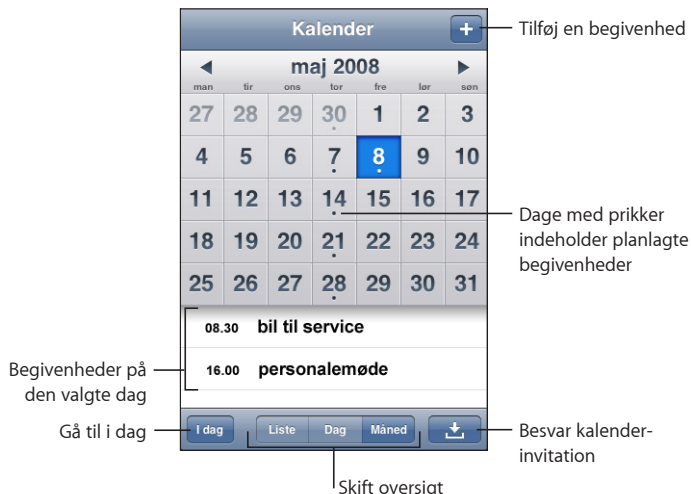 Kalender
+
Tilføj en begivenhed
maj 2008
man tir ons tor fre lør søn
27 28 29 30 1 2 3
4 5 6 7 8 9 10
11 12 13 14 15 16 17
Dage med prikker
indeholder planlagte
begivenheder
18 19 20 21 22 23 24
25 26 27 28 29 30 31
08.30 bil til service
16.00 personalemøde
Begivenheder på
den valgte dag
Gå til i dag
I dag
Liste Dag Måned
Besvar kalender-
invitation
Skift oversigt